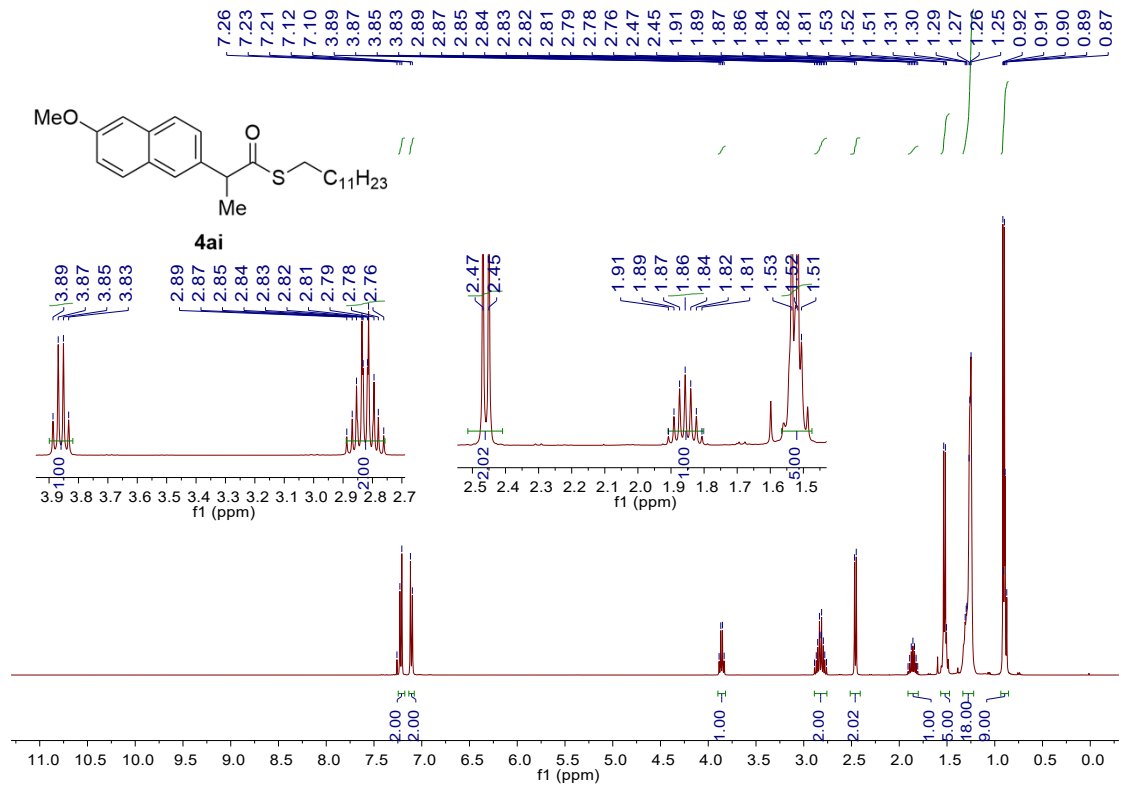 7.26 7.23 7.21 7.12 7.10 3.89 3.87 3.85 3.83 2.89 2.87 2.85 2.84 2.83 2.82 2.81 2.79 2.78 2.76 2.47 2.45 1.91 1.89 1.87 1.86 1.84 1.82 1.81 1.53 1.52 1.51 1.31 1.30 1.29 1.27 1.26 1.25 0.92 0.91 0.90 0.89 0.87
MeO
O
S
C11H23
Me
4ai
3.89 3.87 3.85 3.83
2.89 2.87 2.85 2.84 2.83 2.82 2.81 2.79 2.78 2.76
1.00 2.00
3.9 3.8 3.7 3.6 3.5 3.4 3.3 3.2 3.1 3.0 2.9 2.8 2.7
f1 (ppm)
2.47 2.45
1.91 1.89 1.87 1.86 1.84 1.82 1.81 1.53 1.52 1.51
2.02 1.00 5.00
2.5 2.4 2.3 2.2 2.1 2.0 1.9 1.8 1.7 1.6 1.5
f1 (ppm)
2.00 2.00 1.00 2.00 2.02 1.00 5.00 18.00 9.00
11.0 10.5 10.0 9.5 9.0 8.5 8.0 7.5 7.0 6.5 6.0 5.5 5.0 4.5 4.0 3.5 3.0 2.5 2.0 1.5 1.0 0.5 0.0
f1 (ppm)